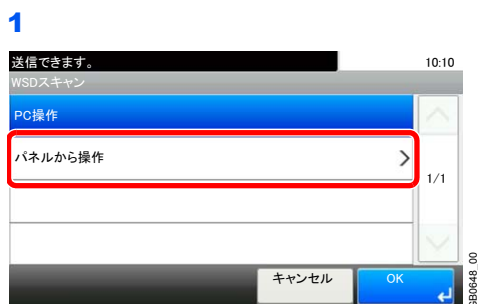 1
送信できます。 10:10
WSDスキャン
PC操作
パネルから操作
1/1
キャンセル OK
GB0648_00